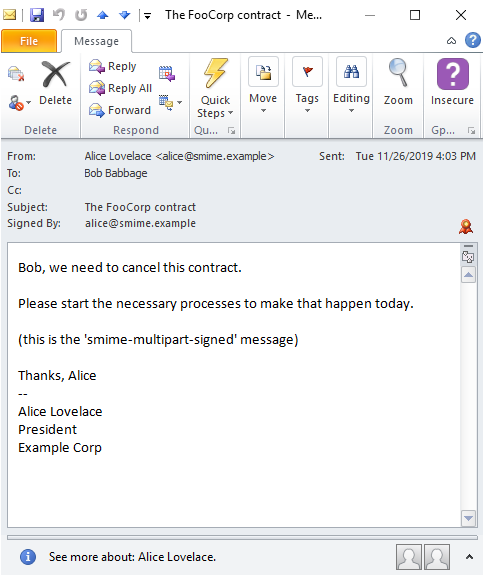 The FooCorp contract - Me...
File
Message
Delete
Reply
Reply All
Forward
Quick
Steps
Move
Tags
Editing
Zoom
?
Insecure
Delete
Respond
Qu...
Zoom
Gp...
From: Alice Lovelace <alice@smime.example> Sent: Tue 11/26/2019 4:03 PM
To: Bob Babbage
Cc:
Subject: The FooCorp contract
Signed By: alice@smime.example
Bob, we need to cancel this contract.
Please start the necessary processes to make that happen today.
(this is the 'smime-multipart-signed' message)
Thanks, Alice
--
Alice Lovelace
President
Example Corp
See more about: Alice Lovelace.